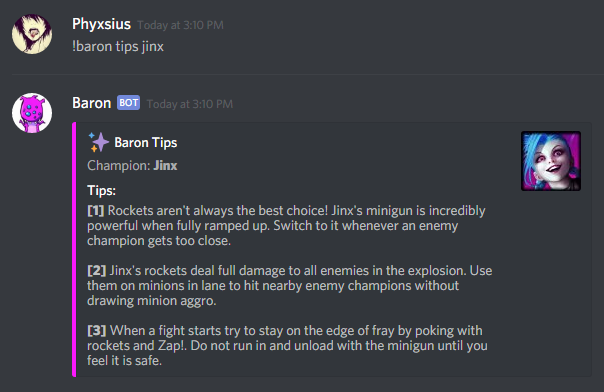 Phyxsius Today at 3:10 PM
!baron tips jinx
Baron BOT Today at 3:10 PM
Baron Tips
Champion: Jinx
Tips:
[1] Rockets aren't always the best choice! Jinx's minigun is incredibly
powerful when fully ramped up. Switch to it whenever an enemy
champion gets too close.
[2] Jinx's rockets deal full damage to all enemies in the explosion. Use
them on minions in lane to hit nearby enemy champions without
drawing minion aggro.
[3] When a fight starts try to stay on the edge of fray by poking with
rockets and Zap!. Do not run in and unload with the minigun until you
feel it is safe.